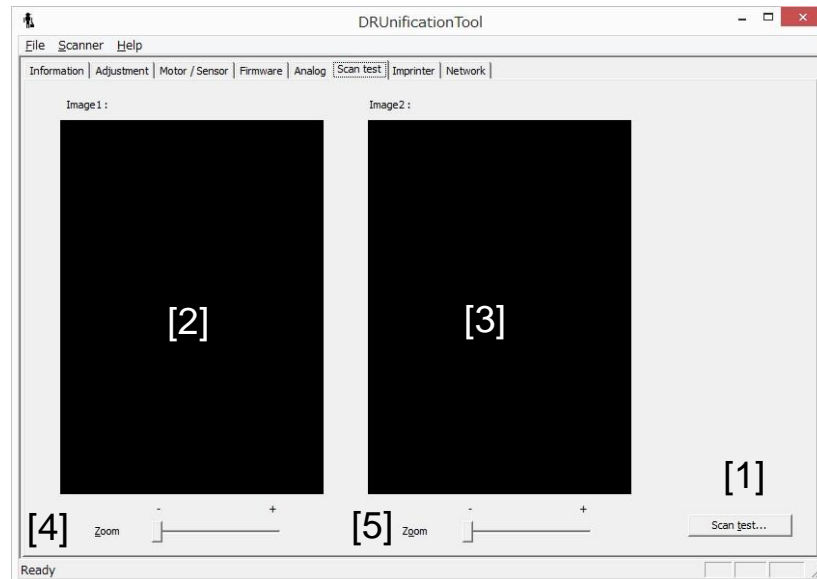 DRUnificationTool
File Scanner Help
Information Adjustment Motor / Sensor Firmware Analog Scan test Imprinter Network
Image1 : Image2 :
[2] [3]
[1]
- + - +
[4] Zoom [5] Zoom Scan test...
Ready